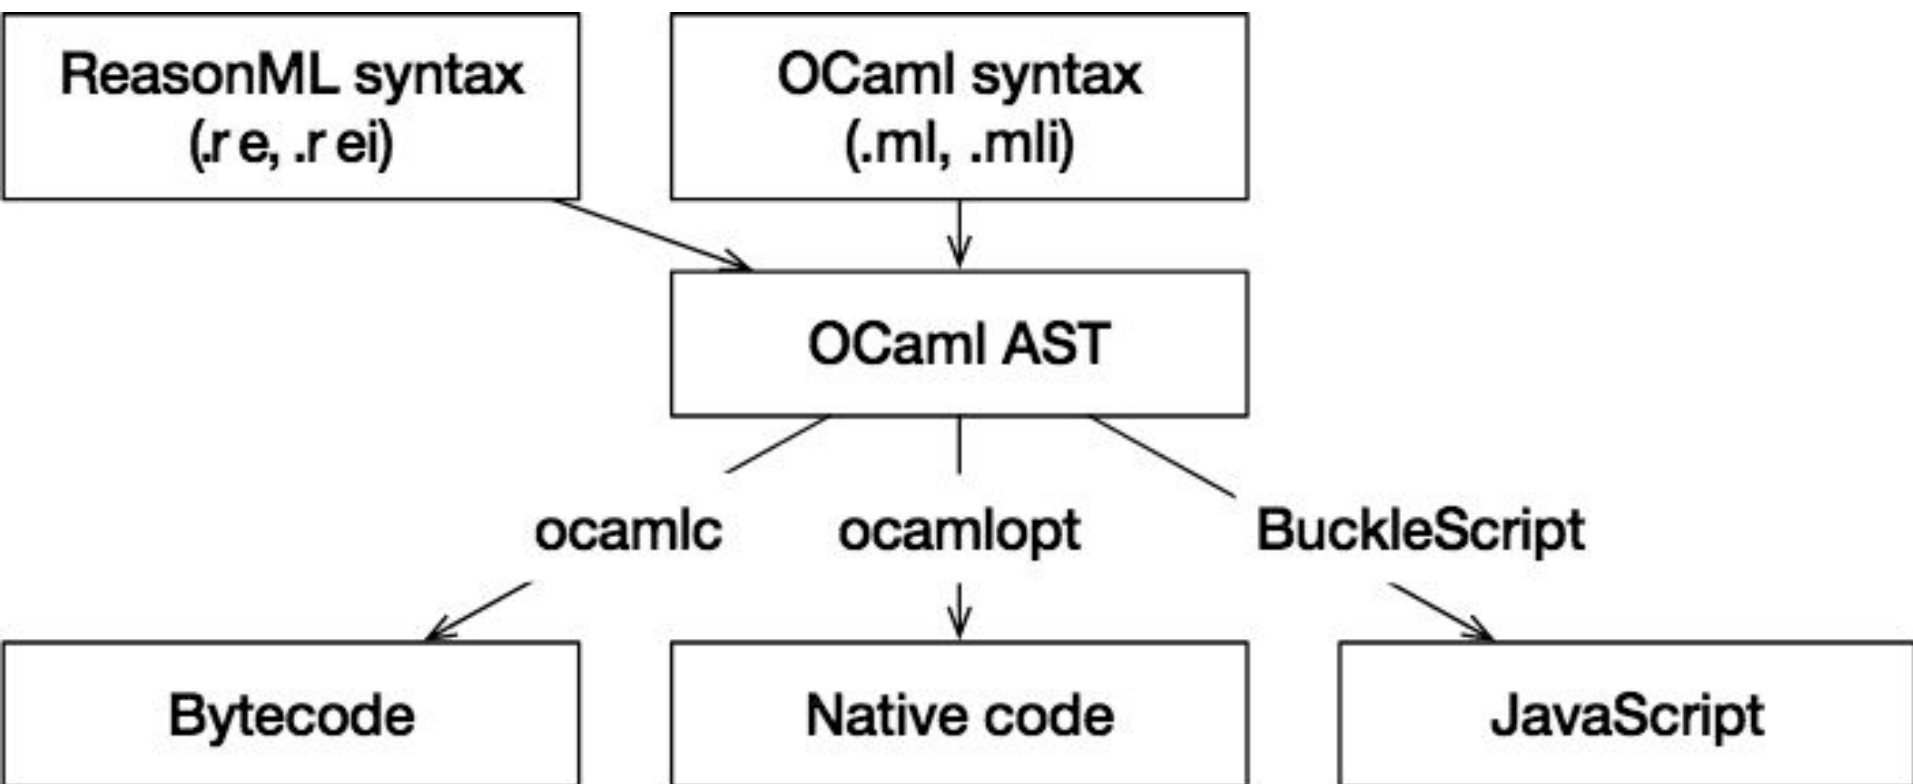 ReasonML syntax
(.re, .rei)
OCaml syntax
(.ml, .mli)
OCaml AST
ocamlc
ocamlopt
BuckleScript
Bytecode
Native code
JavaScript